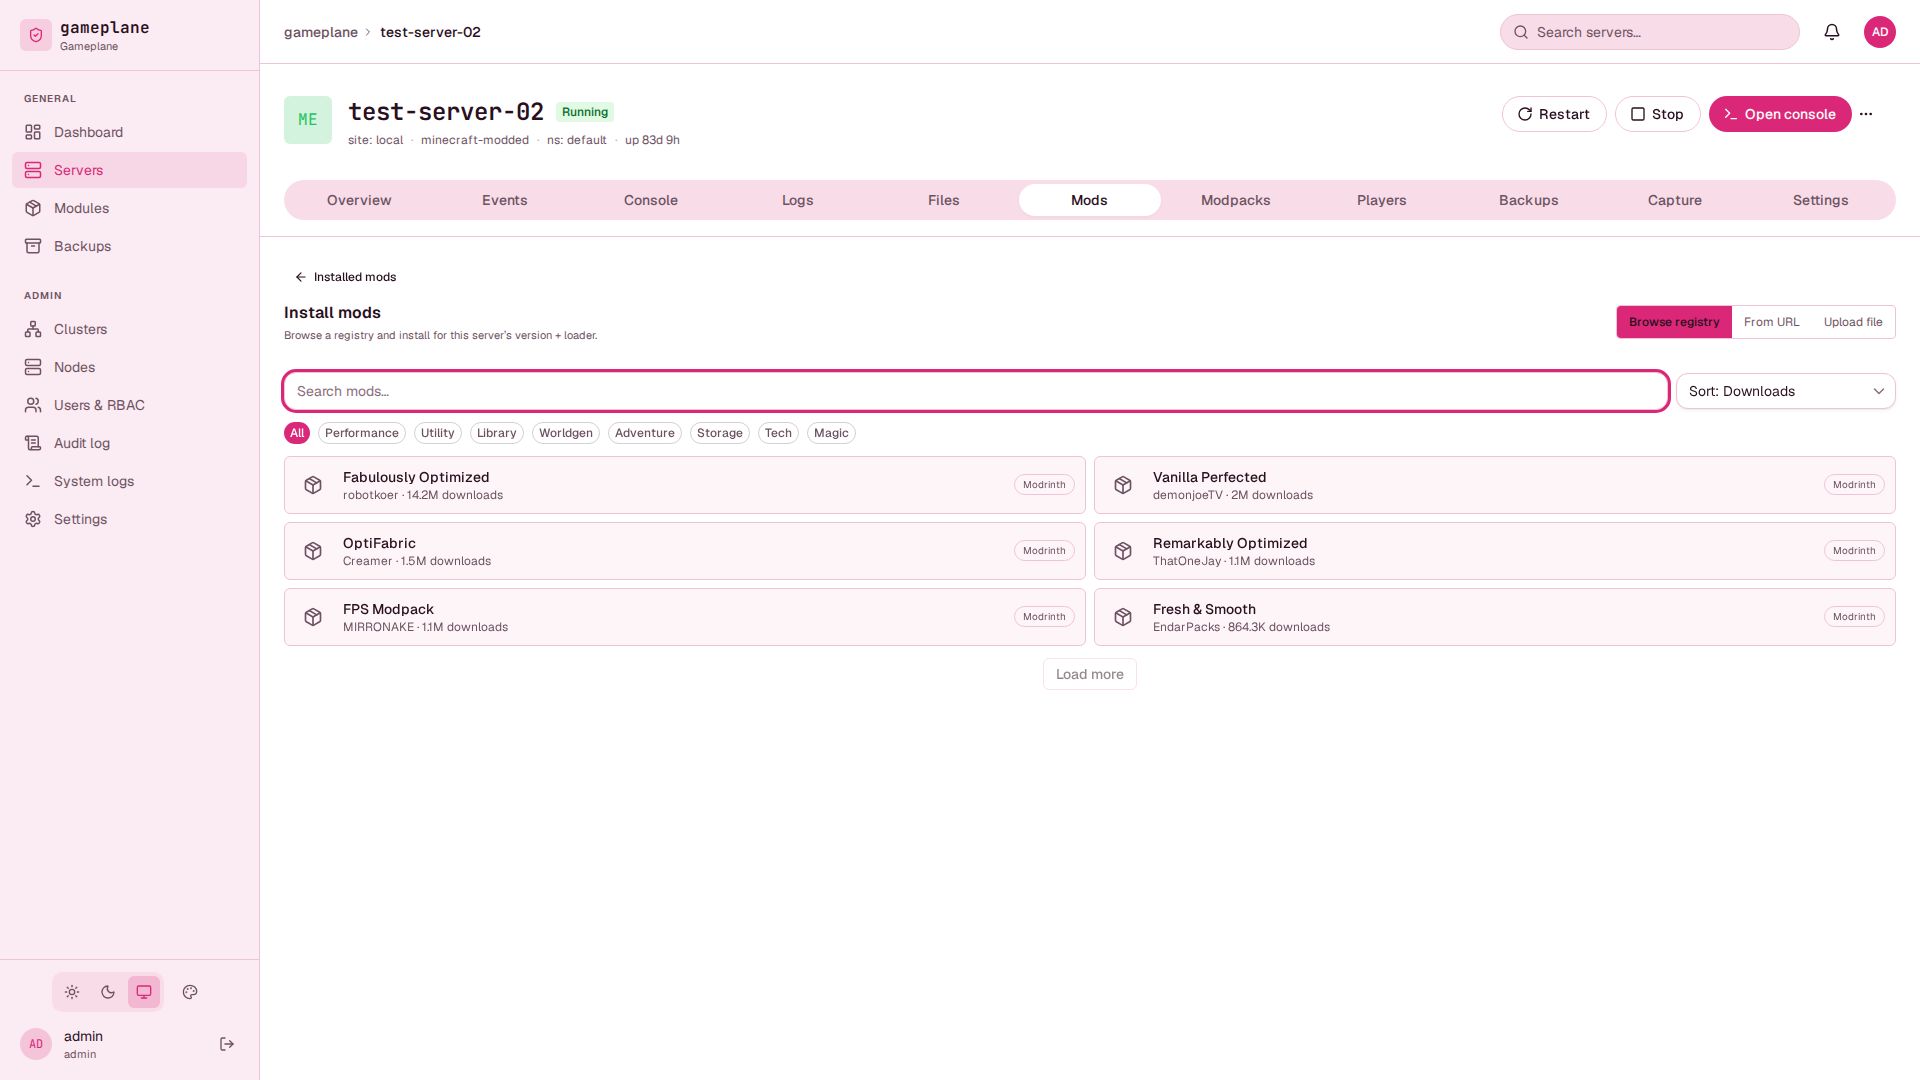 gameplane
Gameplane
GENERAL
Dashboard
Servers
Modules
Backups
ADMIN
Clusters
Nodes
Users & RBAC
Audit log
System logs
Settings
AD
admin
admin
gameplane › test-server-02
Search servers…
AD
ME
test-server-02
Running
site: local · minecraft-modded · ns: default · up 83d 9h
Restart
Stop
Open console
Overview
Events
Console
Logs
Files
Mods
Modpacks
Players
Backups
Capture
Settings
Installed mods
Install mods
Browse a registry and install for this server's version + loader.
Browse registry
From URL
Upload file
Search mods…
Sort: Downloads
All
Performance
Utility
Library
Worldgen
Adventure
Storage
Tech
Magic
Fabulously Optimized
robotkoer · 14.2M downloads
Modrinth
Vanilla Perfected
demonjoeTV · 2M downloads
Modrinth
OptiFabric
Creamer · 1.5M downloads
Modrinth
Remarkably Optimized
ThatOneJay · 1.1M downloads
Modrinth
FPS Modpack
MIRRONAKE · 1.1M downloads
Modrinth
Fresh & Smooth
EndarPacks · 864.3K downloads
Modrinth
Load more